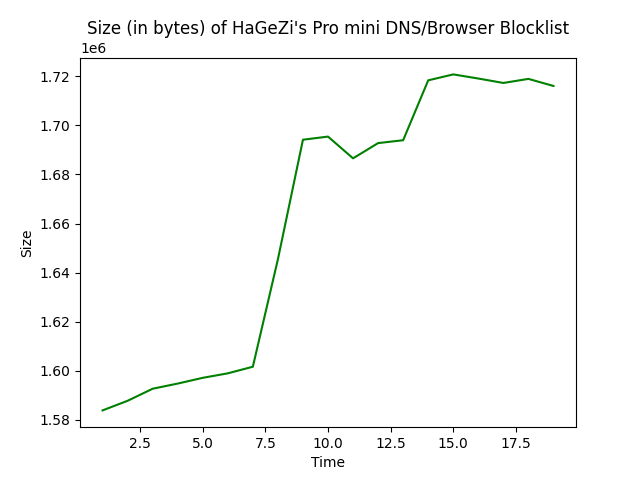 Size (in bytes) of HaGeZi's Pro mini DNS/Browser Blocklist
1e6
1.72
1.70
1.68
1.66
1.64
1.62
1.60
1.58
Size
2.5 5.0 7.5 10.0 12.5 15.0 17.5
Time